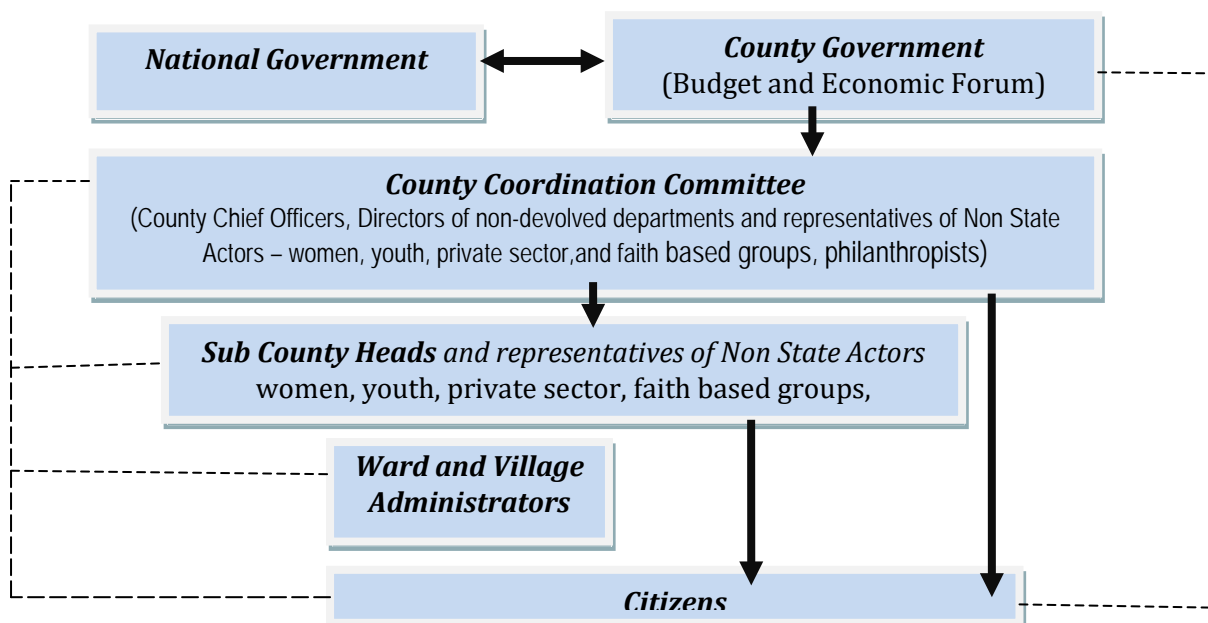 National Government
County Government
(Budget and Economic Forum)
County Coordination Committee
(County Chief Officers, Directors of non-devolved departments and representatives of Non State
Actors – women, youth, private sector,and faith based groups, philanthropists)
Sub County Heads and representatives of Non State Actors
women, youth, private sector, faith based groups,
Ward and Village
Administrators
Citizens